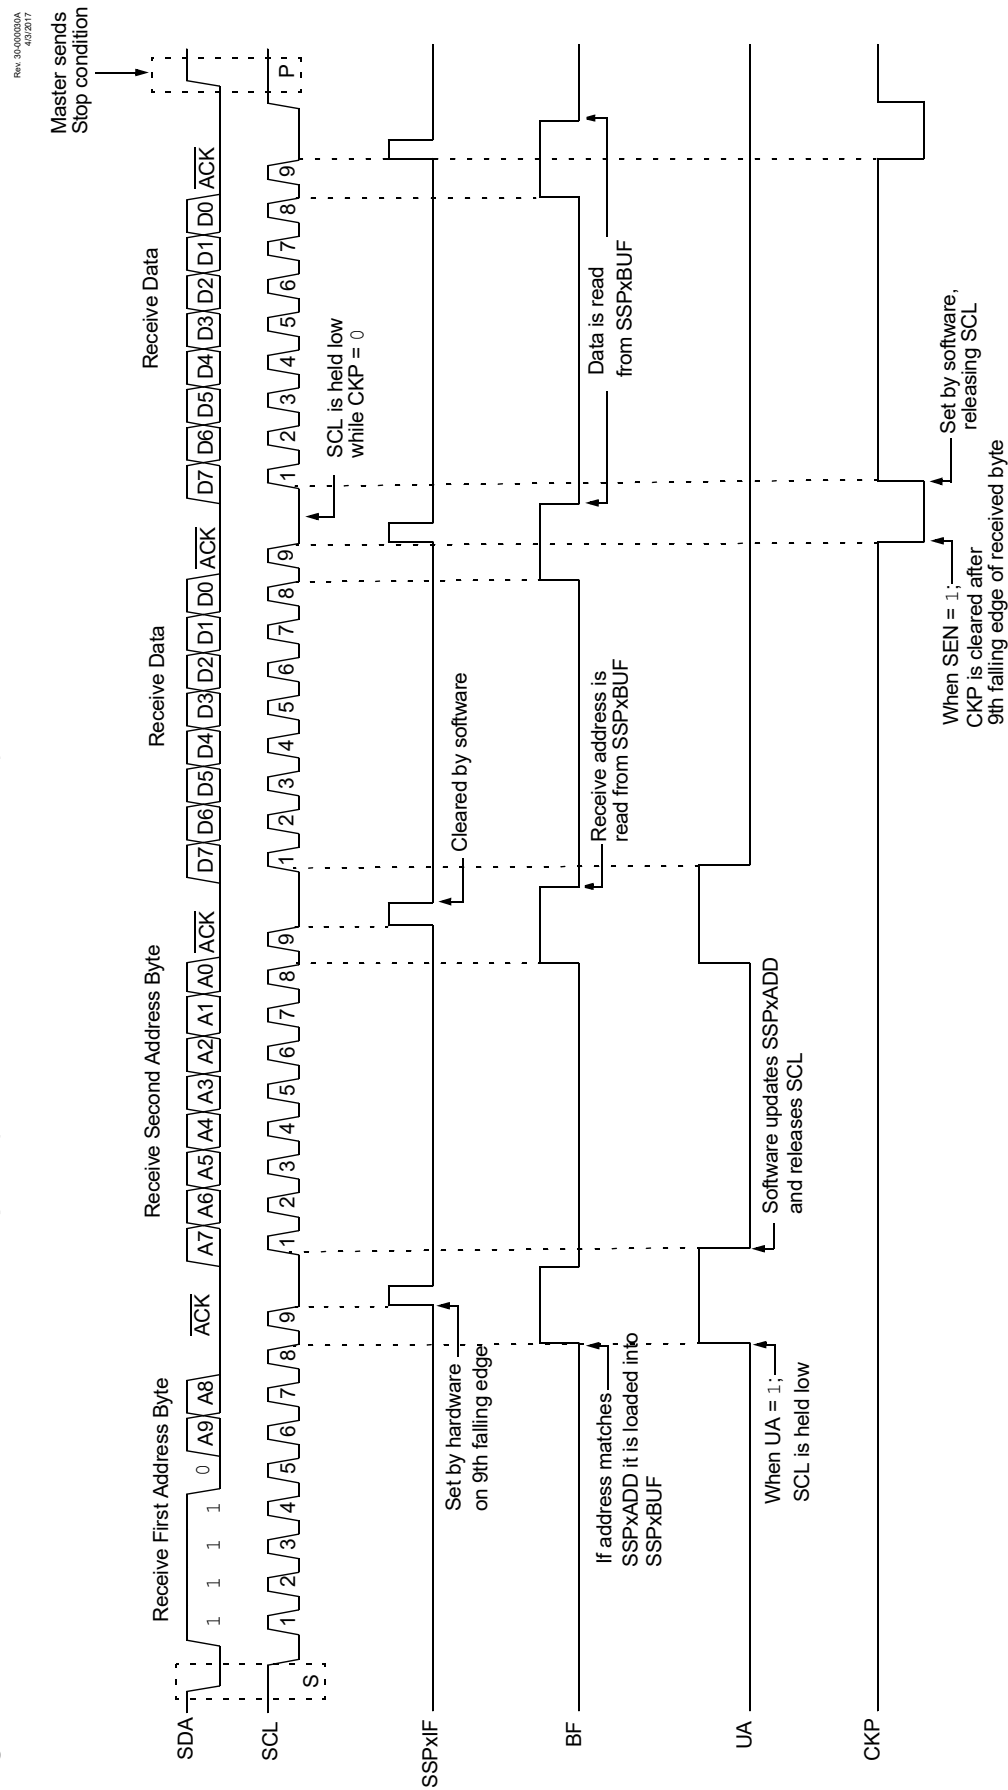 Rev. 30-000030A
4/3/2017
Master sends
Stop condition
Receive First Address Byte
Receive Second Address Byte
Receive Data
Receive Data
SDA
1 1 1 1 0 A9 A8 ACK A7 A6 A5 A4 A3 A2 A1 A0 ACK D7 D6 D5 D4 D3 D2 D1 D0 ACK D7 D6 D5 D4 D3 D2 D1 D0 ACK
SCL
S 1 2 3 4 5 6 7 8 9 1 2 3 4 5 6 7 8 9 1 2 3 4 5 6 7 8 9 1 2 3 4 5 6 7 8 9 P
SCL is held low
while CKP = 0
SSPxIF
Set by hardware
on 9th falling edge
Cleared by software
BF
If address matches
SSPxADD it is loaded into
SSPxBUF
Receive address is
read from SSPxBUF
Data is read
from SSPxBUF
UA
When UA = 1;
SCL is held low
Software updates SSPxADD
and releases SCL
CKP
When SEN = 1;
CKP is cleared after
9th falling edge of received byte
Set by software,
releasing SCL